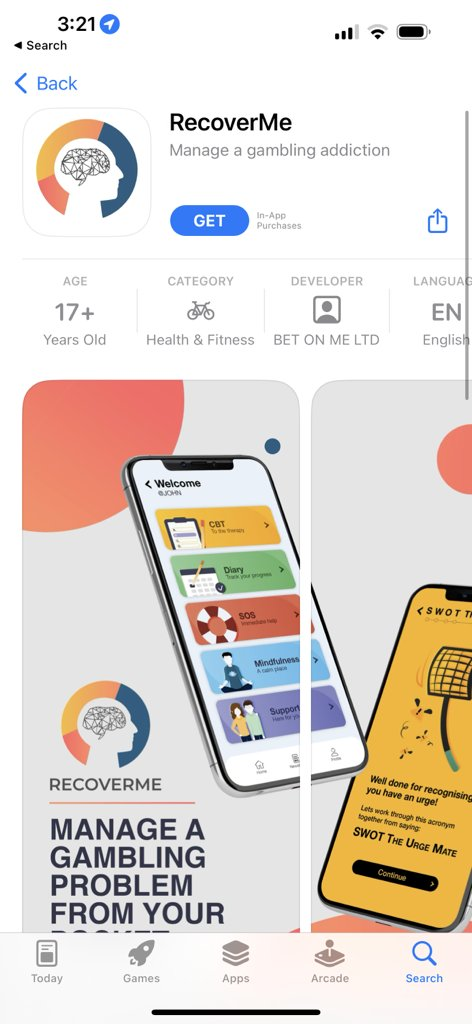 3:21
◀ Search
Back
RecoverMe
Manage a gambling addiction
GET
In-App
Purchases
AGE
17+
Years Old
CATEGORY
Health & Fitness
DEVELOPER
BET ON ME LTD
LANGUAG
EN
English
Welcome
@JOHN
CBT
To the therapy
Diary
Track your progress
SOS
Immediate help
Mindfulness
A calm place
Support
Here for you
Home
Profile
RECOVERME
MANAGE A
GAMBLING
PROBLEM
FROM YOUR
POCKET
SWOT TH
Well done for recognising
you have an urge!
Lets work through this acronym
together from saying:
SWOT THE URGE MATE
Continue
Today
Games
Apps
Arcade
Search